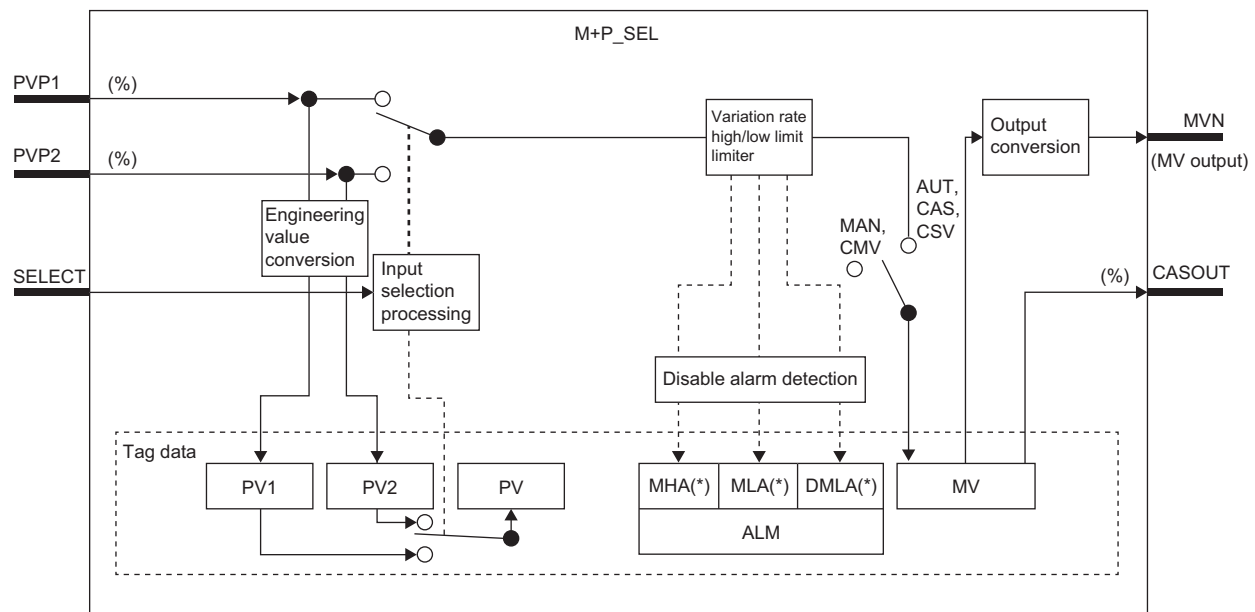 M+P_SEL
PVP1
(%)
PVP2
(%)
SELECT
Engineering
value
conversion
Input
selection
processing
Variation rate
high/low limit
limiter
Output
conversion
MVN
(MV output)
AUT,
CAS,
CSV
MAN,
CMV
(%)
CASOUT
Disable alarm detection
Tag data
PV1
PV2
PV
MHA(*)
MLA(*)
DMLA(*)
ALM
MV